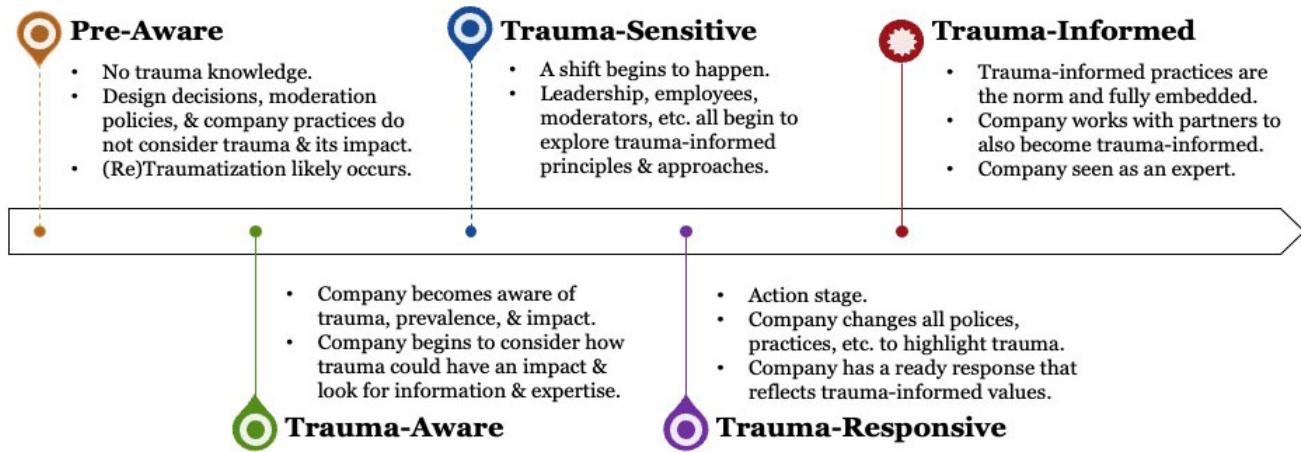 Pre-Aware
• No trauma knowledge.
• Design decisions, moderation
policies, & company practices do
not consider trauma & its impact.
• (Re)Traumatization likely occurs.
Trauma-Sensitive
• A shift begins to happen.
• Leadership, employees,
moderators, etc. all begin to
explore trauma-informed
principles & approaches.
Trauma-Informed
• Trauma-informed practices are
the norm and fully embedded.
• Company works with partners to
also become trauma-informed.
• Company seen as an expert.
• Company becomes aware of
trauma, prevalence, & impact.
• Company begins to consider how
trauma could have an impact &
look for information & expertise.
Trauma-Aware
• Action stage.
• Company changes all polices,
practices, etc. to highlight trauma.
• Company has a ready response that
reflects trauma-informed values.
Trauma-Responsive